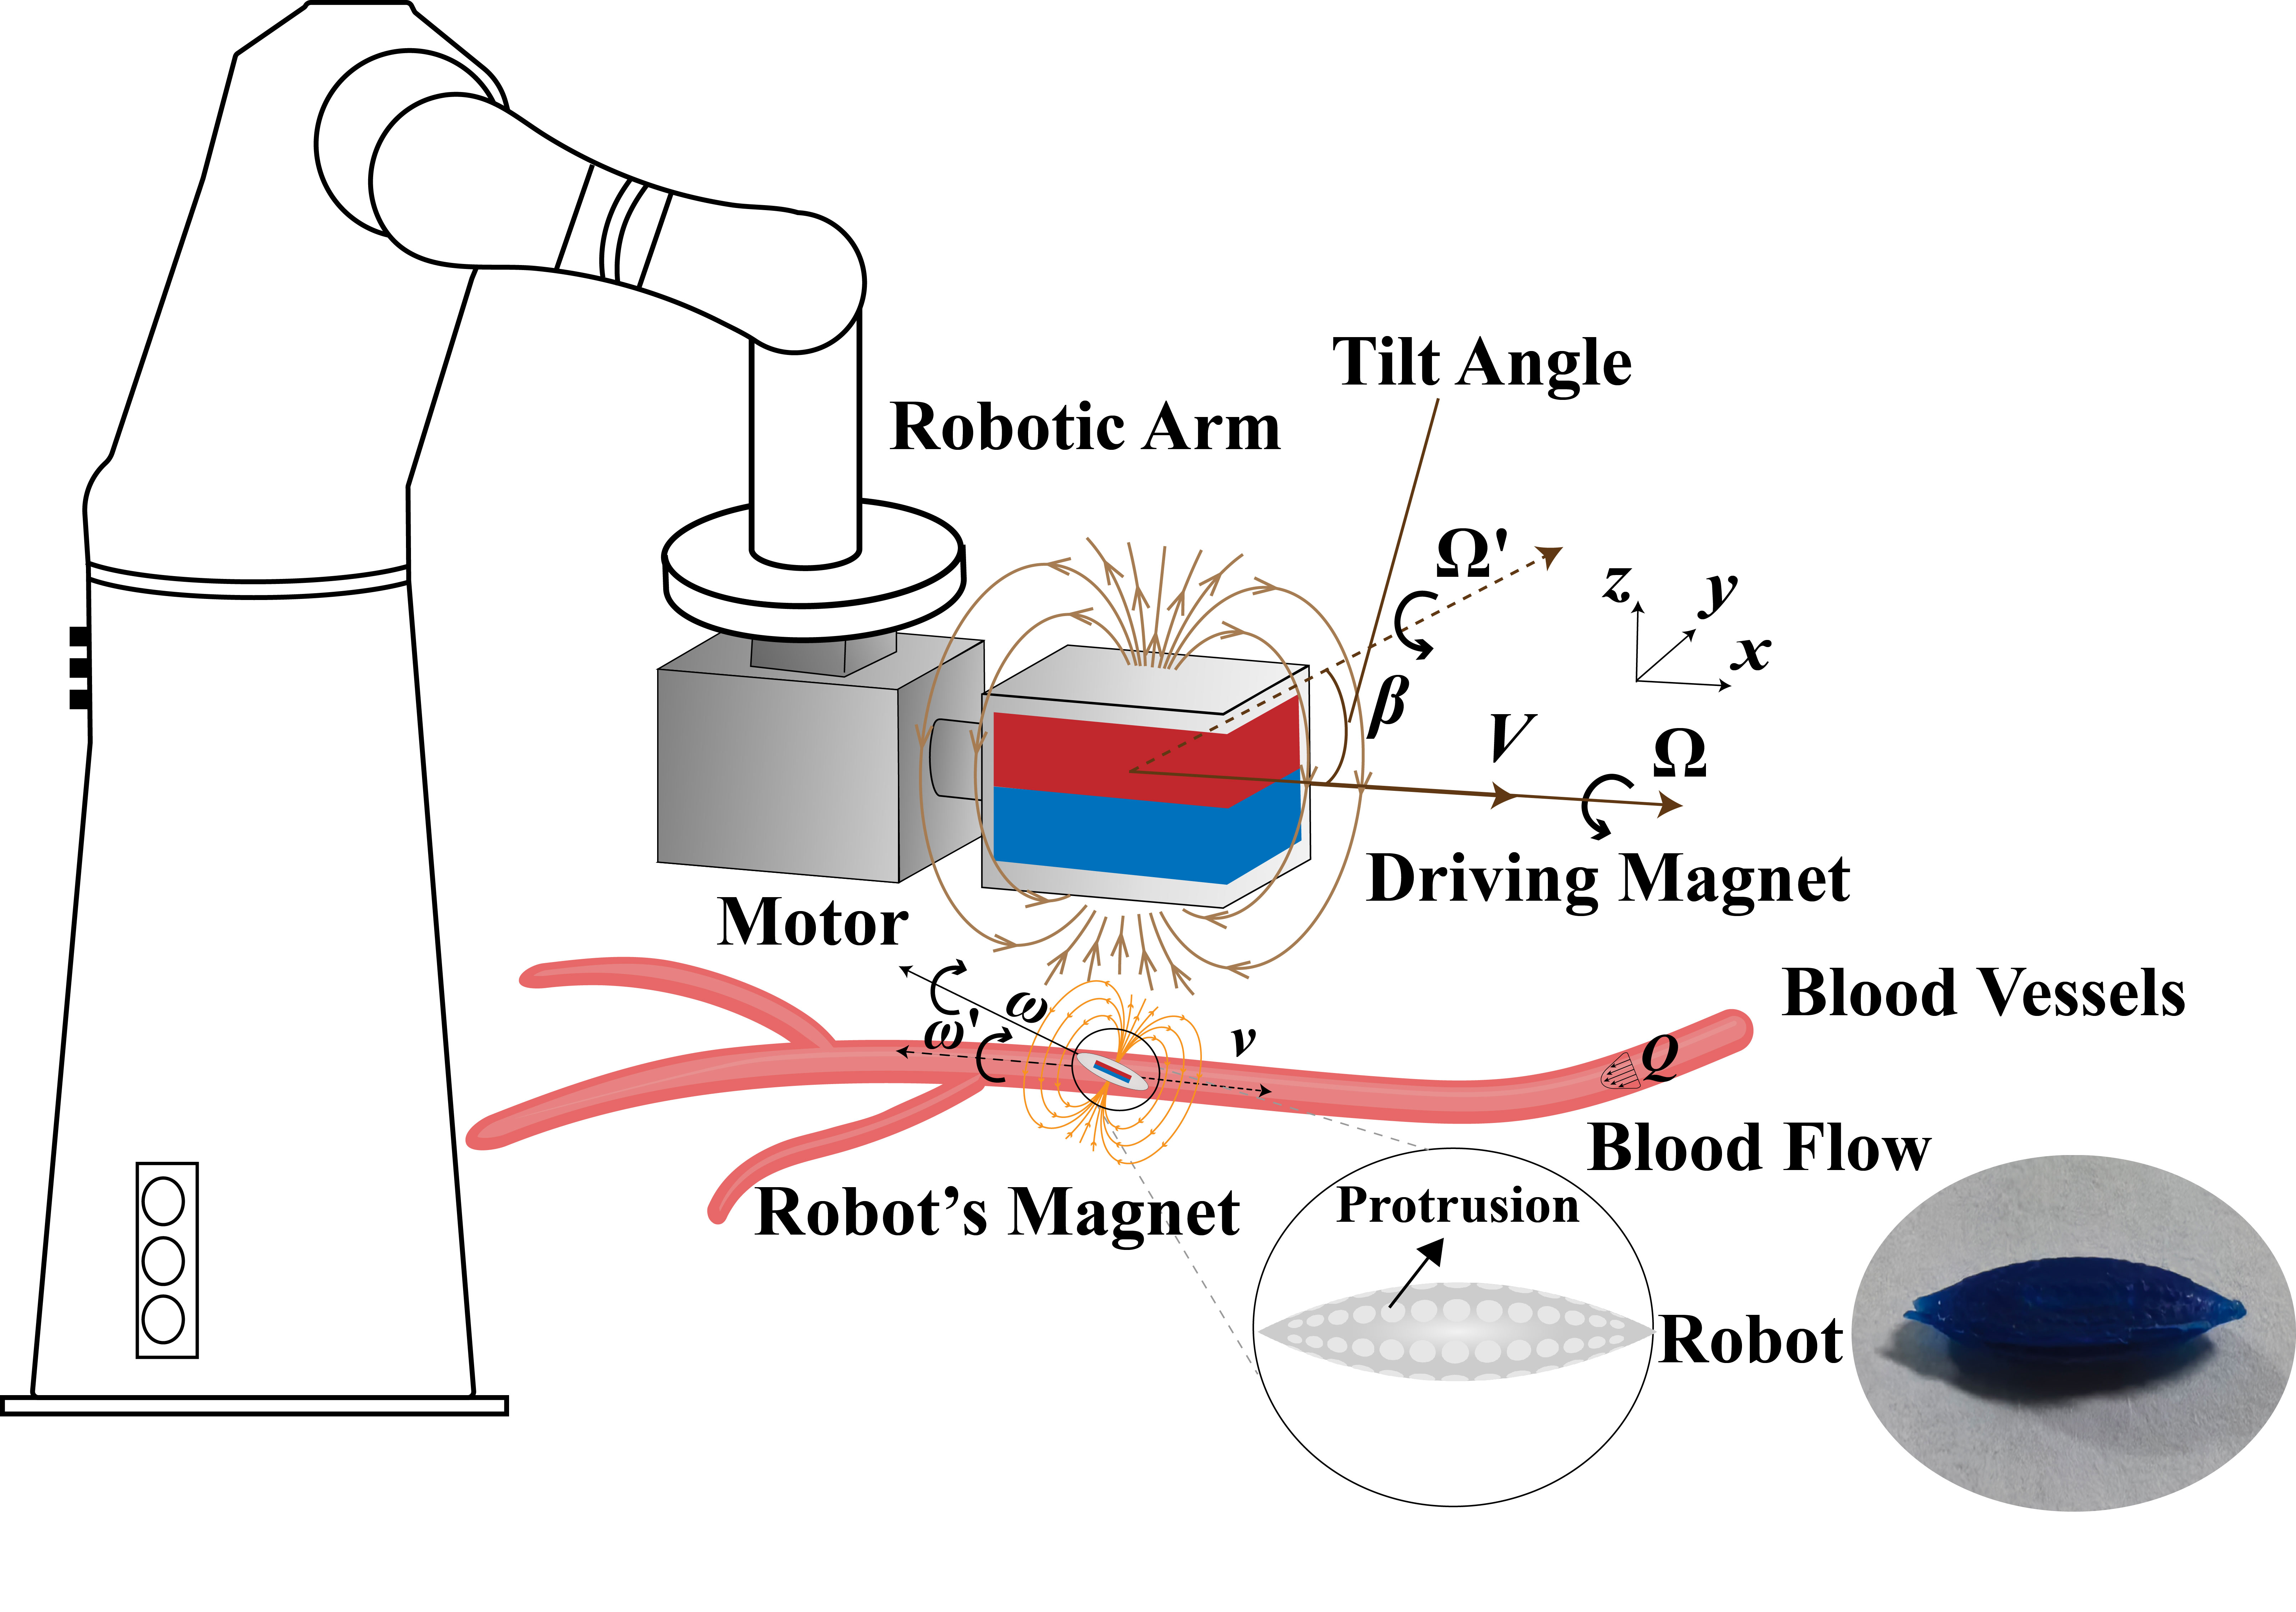 Tilt Angle
Robotic Arm
Ω'
z
y
x
β
V
Ω
Driving Magnet
Motor
Blood Vessels
ω
ω'
v
Q
Blood Flow
Robot’s Magnet
Protrusion
Robot